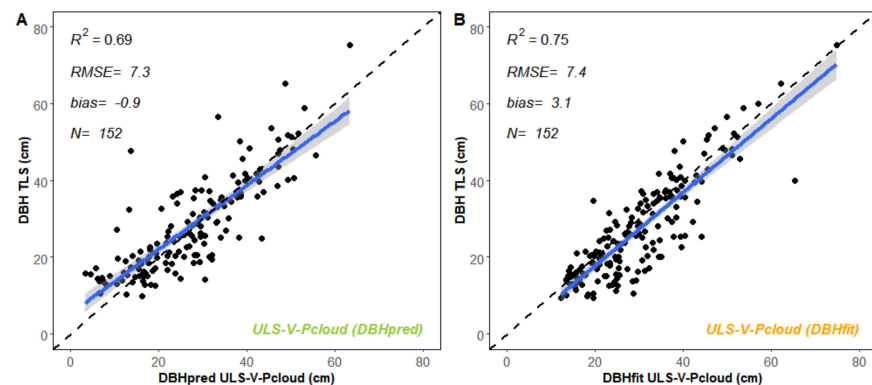 A
B
R² = 0.69
RMSE= 7.3
bias= -0.9
N= 152
R² = 0.75
RMSE= 7.4
bias= 3.1
N= 152
80
60
40
20
0
80
60
40
20
0
DBH TLS (cm)
DBH TLS (cm)
ULS-V-Pcloud (DBHpred)
ULS-V-Pcloud (DBHfit)
0 20 40 60 80
0 20 40 60 80
DBHpred ULS-V-Pcloud (cm)
DBHfit ULS-V-Pcloud (cm)